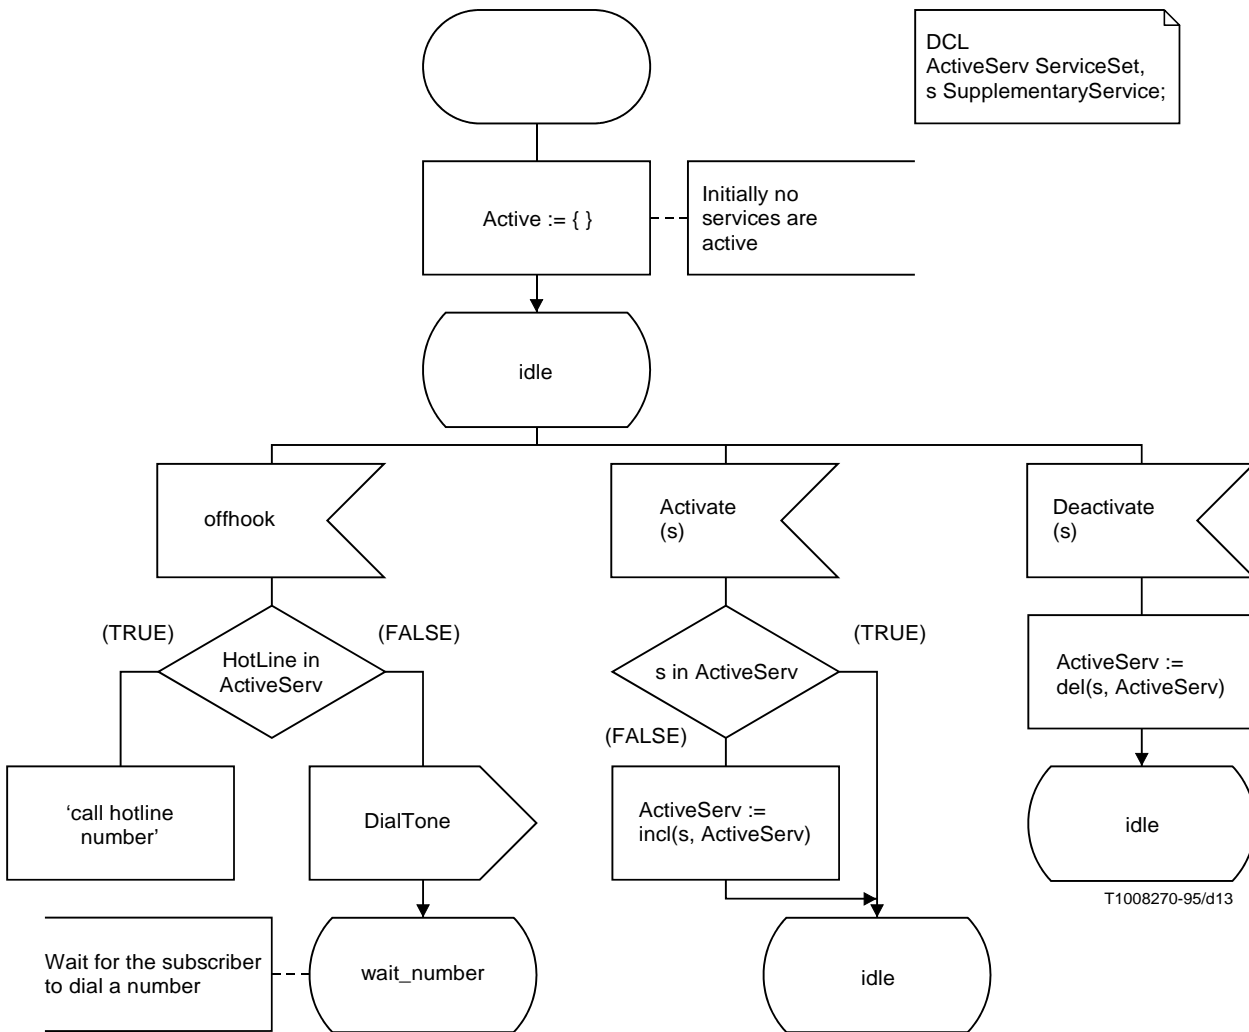 DCL
ActiveServ ServiceSet,
s SupplementaryService;
Active := { }
Initially no
services are
active
idle
offhook
Activate
(s)
Deactivate
(s)
(TRUE)
(FALSE)
HotLine in
ActiveServ
s in ActiveServ
(TRUE)
(FALSE)
ActiveServ :=
del(s, ActiveServ)
‘call hotline
number’
DialTone
ActiveServ :=
incl(s, ActiveServ)
idle
T1008270-95/d13
Wait for the subscriber
to dial a number
wait_number
idle